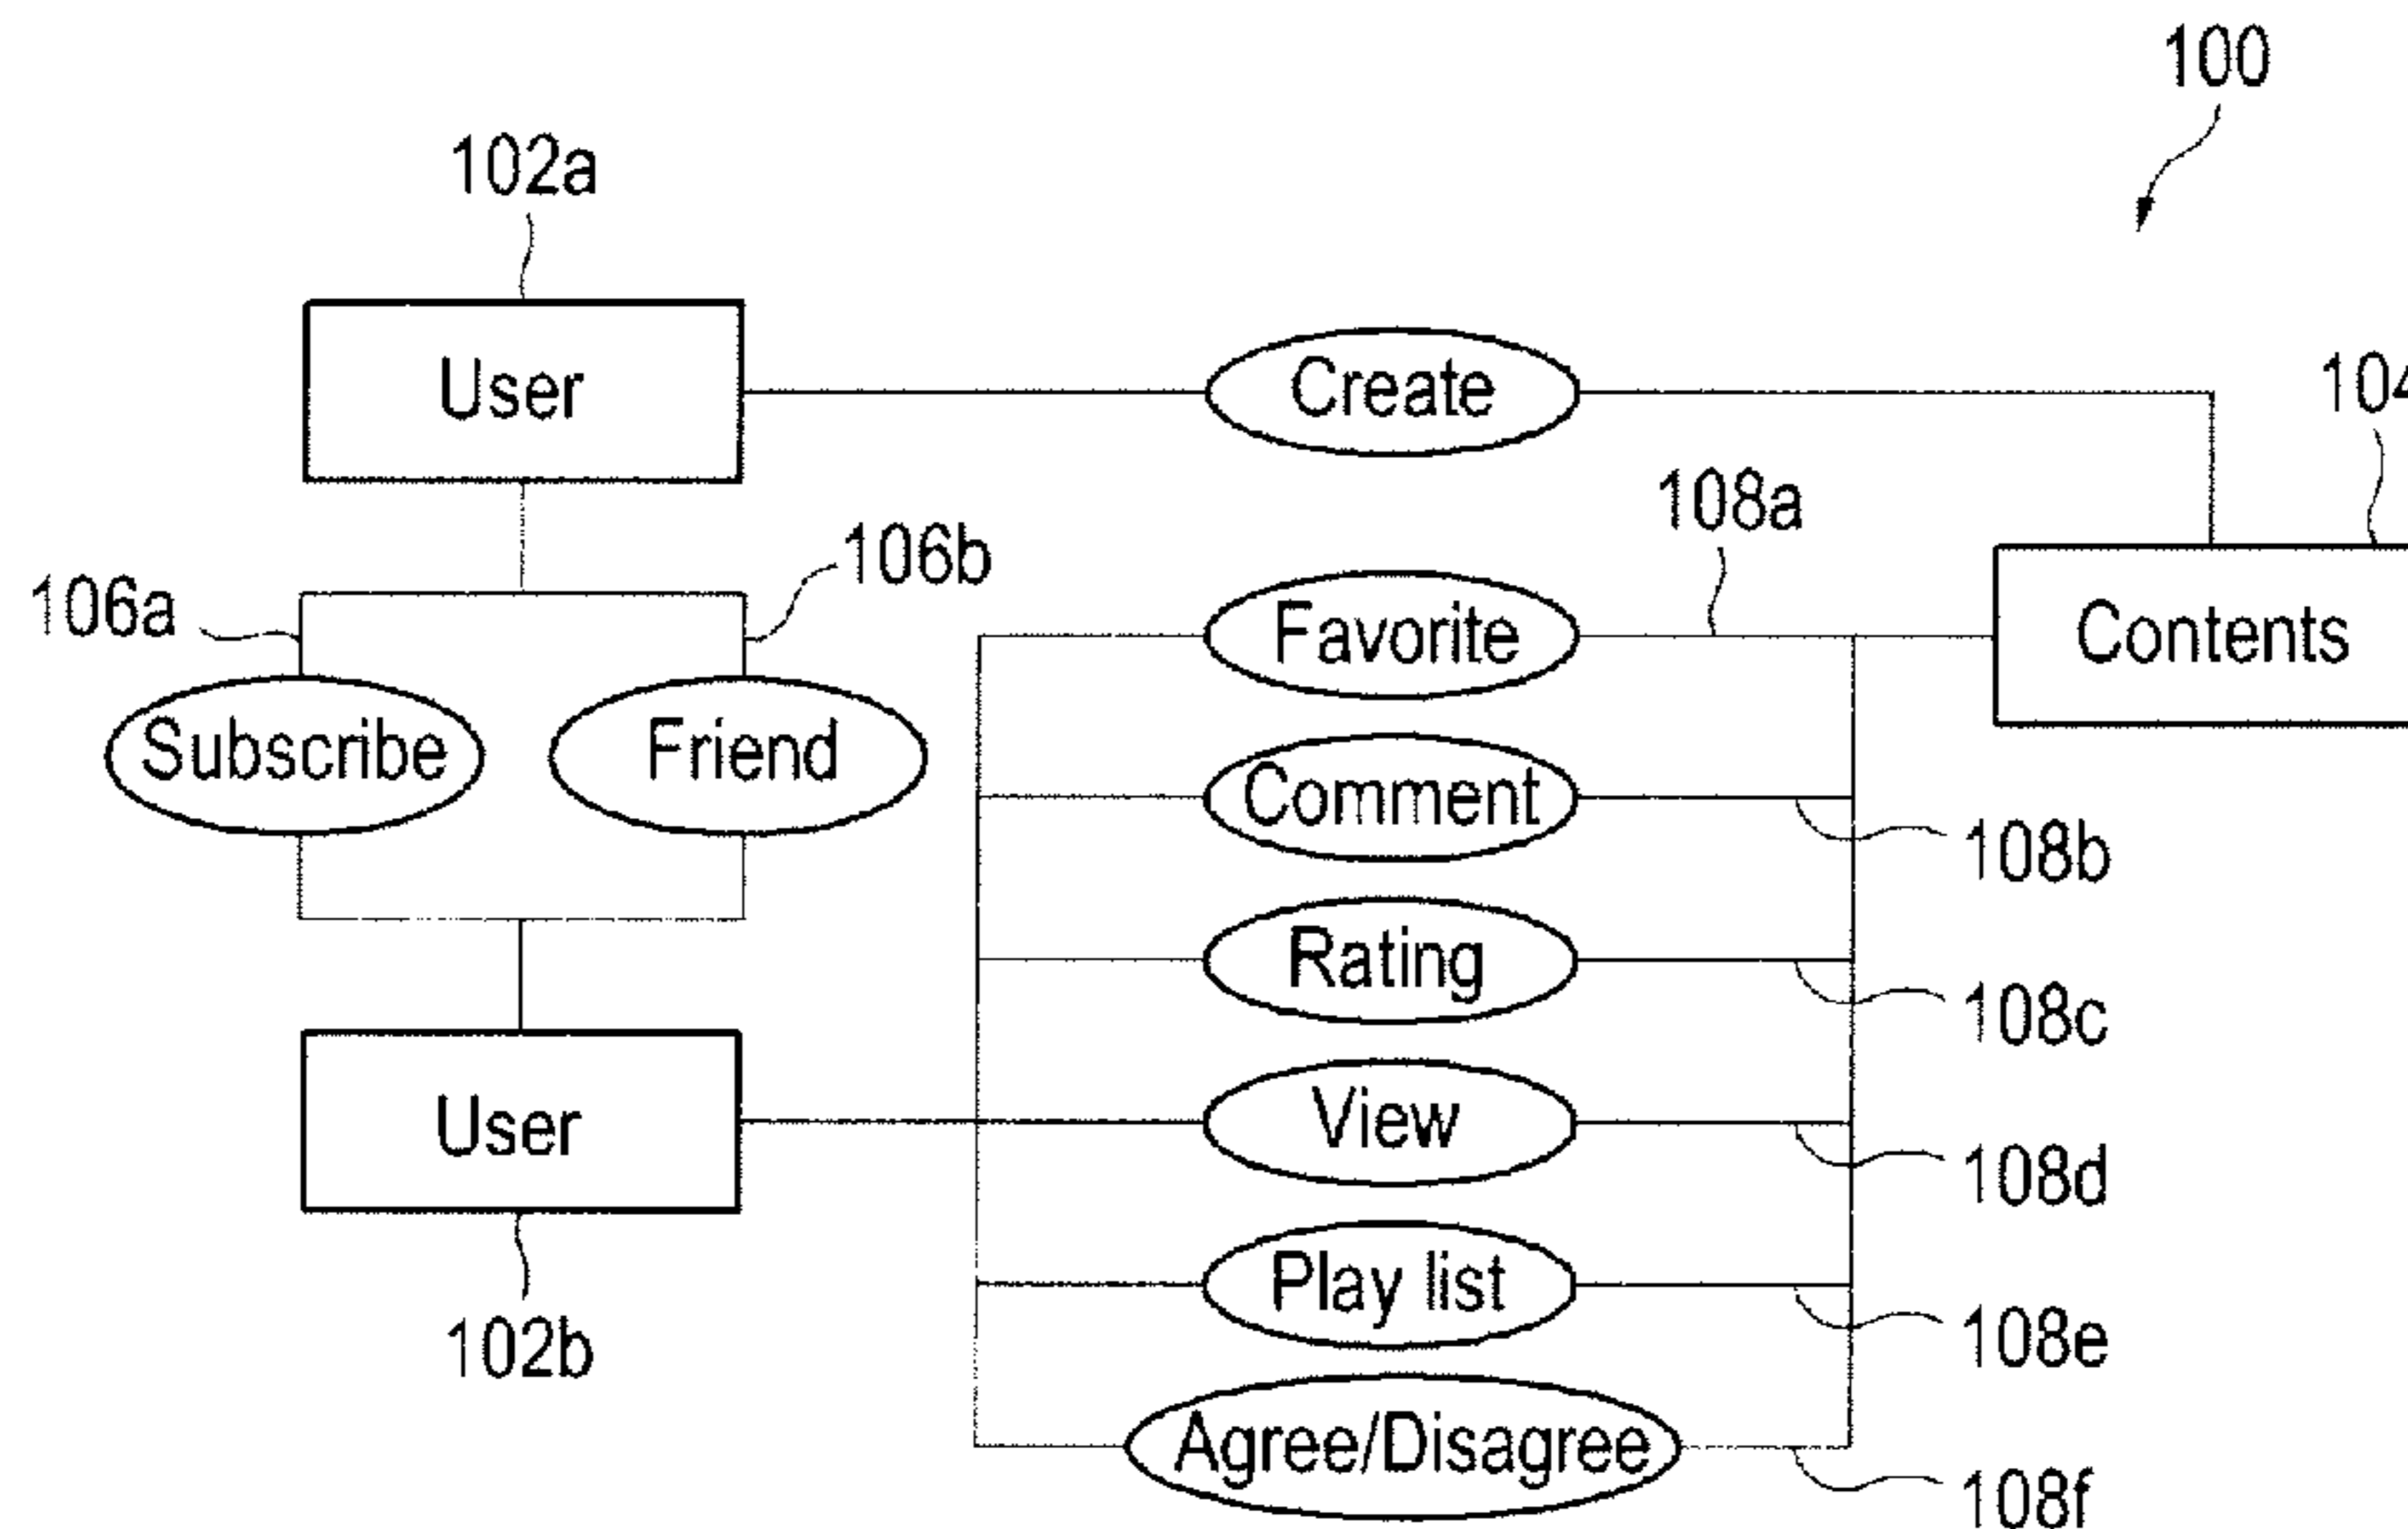 100
102a
User
Create
104
108a
106b
106a
Favorite
Contents
Subscribe
Friend
Comment
108b
Rating
108c
User
View
108d
102b
Play list
108e
Agree/Disagree
108f